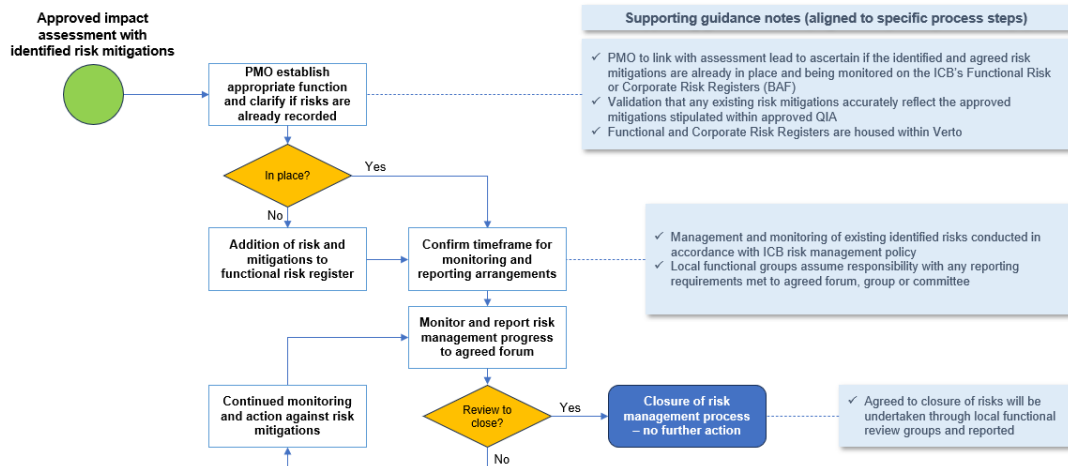 Approved impact
assessment with
identified risk mitigations
Supporting guidance notes (aligned to specific process steps)
PMO establish
appropriate function
and clarify if risks are
already recorded
✓ PMO to link with assessment lead to ascertain if the identified and agreed risk
mitigations are already in place and being monitored on the ICB's Functional Risk
or Corporate Risk Registers (BAF)
✓ Validation that any existing risk mitigations accurately reflect the approved
mitigations stipulated within approved QIA
✓ Functional and Corporate Risk Registers are housed within Verto
In place?
Yes
No
Addition of risk and
mitigations to
functional risk register
Confirm timeframe for
monitoring and
reporting arrangements
✓ Management and monitoring of existing identified risks conducted in
accordance with ICB risk management policy
✓ Local functional groups assume responsibility with any reporting
requirements met to agreed forum, group or committee
Monitor and report risk
management progress
to agreed forum
Continued monitoring
and action against risk
mitigations
Review to
close?
Yes
No
Closure of risk
management process
– no further action
✓ Agreed to closure of risks will be
undertaken through local functional
review groups and reported